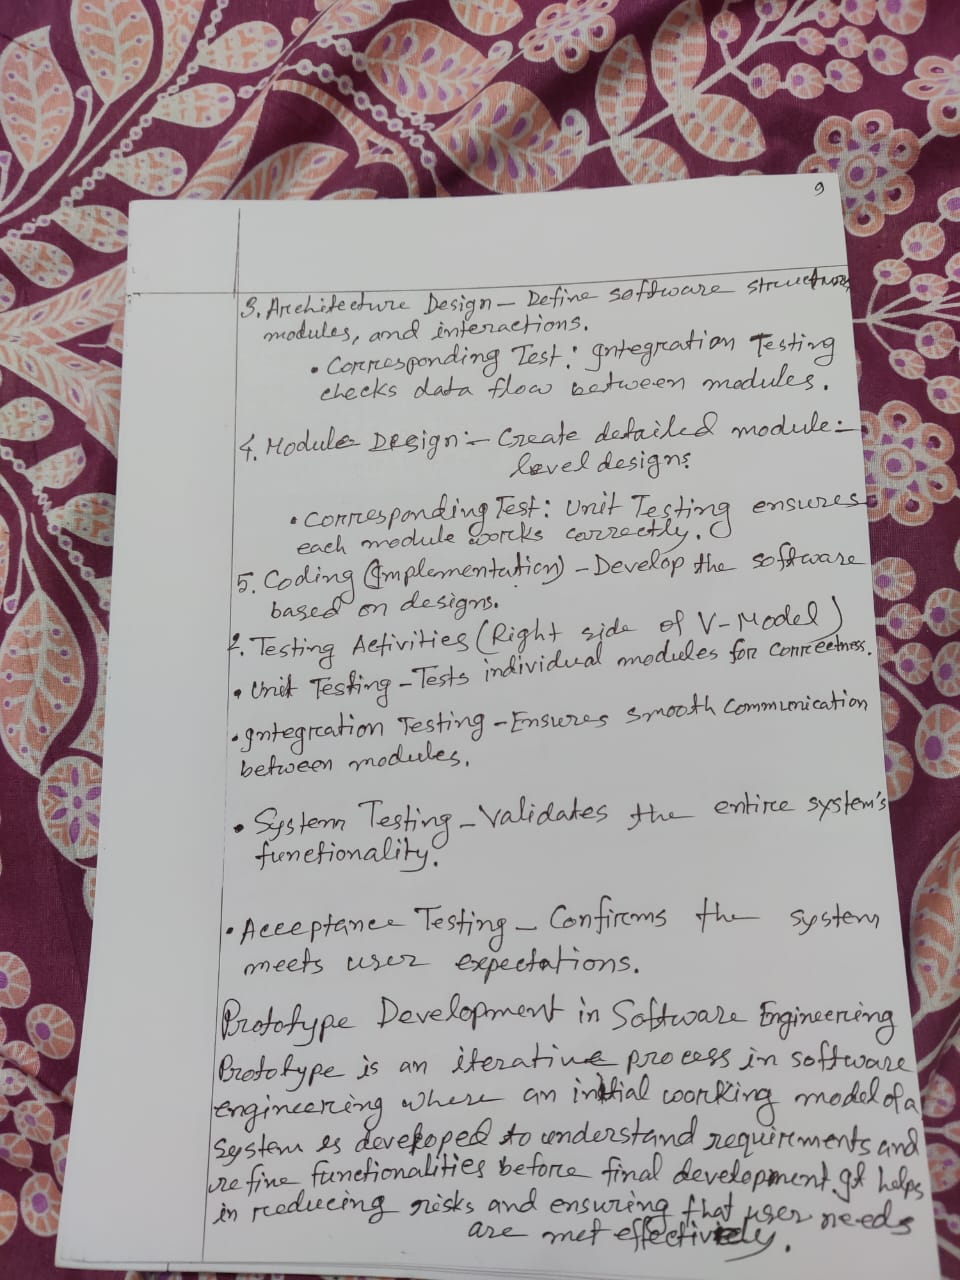 9
3. Architecture Design - Define software structure,
modules, and interactions.
• Corresponding Test: Integration Testing
checks data flow between modules.
4. Module Design :- Create detailed module-
level designs.
• Corresponding Test: Unit Testing ensures
each module works correctly.
5. Coding (Implementation) - Develop the software
based on designs.
2. Testing Activities (Right side of V-Model)
• Unit Testing - Tests individual modules for correctness.
• Integration Testing - Ensures smooth communication
between modules.
• System Testing - Validates the entire system's
functionality.
• Acceptance Testing - Confirms the system
meets user expectations.
Prototype Development in Software Engineering
Prototype is an iterative process in software
engineering where an initial working model of a
system is developed to understand requirements and
refine functionalities before final development It helps
in reducing risks and ensuring that user needs
are met effectively.